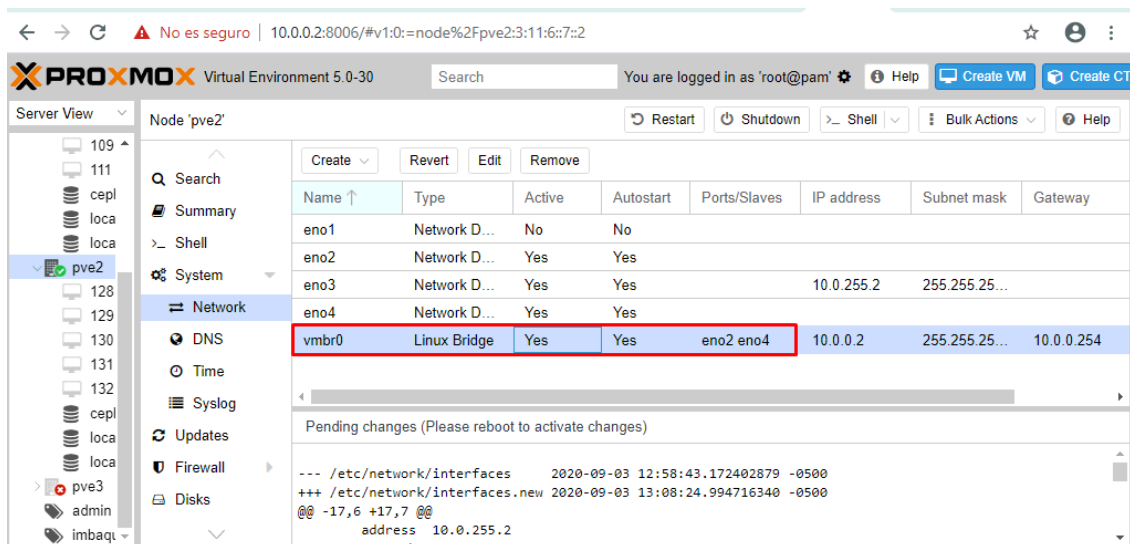 No es seguro | 10.0.0.2:8006/#v1:0:=node%2Fpve2:3:11:6::7::2
PROXMOX Virtual Environment 5.0-30 Search You are logged in as 'root@pam' Help Create VM Create CT
Server View Node 'pve2' Restart Shutdown >_ Shell Bulk Actions Help
109
111
cepl
loca
loca
pve2
128
129
130
131
132
cepl
loca
loca
pve3
admin
imbaqu
Search
Summary
>_ Shell
System
Network
DNS
Time
Syslog
Updates
Firewall
Disks
Create Revert Edit Remove
Name ↑ Type Active Autostart Ports/Slaves IP address Subnet mask Gateway
eno1 Network D... No No
eno2 Network D... Yes Yes
eno3 Network D... Yes Yes 10.0.255.2 255.255.25...
eno4 Network D... Yes Yes
vmbr0 Linux Bridge Yes Yes eno2 eno4 10.0.0.2 255.255.25... 10.0.0.254
Pending changes (Please reboot to activate changes)
--- /etc/network/interfaces 2020-09-03 12:58:43.172402879 -0500
+++ /etc/network/interfaces.new 2020-09-03 13:08:24.994716340 -0500
@@ -17,6 +17,7 @@
address 10.0.255.2